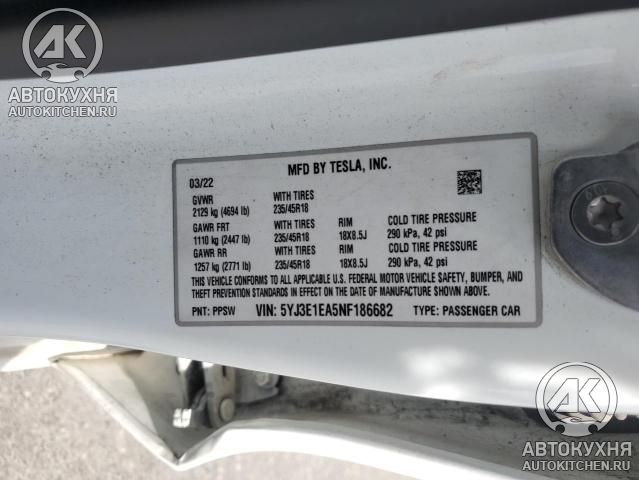 AK
АВТОКУХНЯ
AUTOKITCHEN.RU
MFD BY TESLA, INC.
03/22
GVWR WITH TIRES
2129 kg (4694 lb) 235/45R18
GAWR FRT WITH TIRES RIM COLD TIRE PRESSURE
1110 kg (2447 lb) 235/45R18 18X8.5J 290 kPa, 42 psi
GAWR RR WITH TIRES RIM COLD TIRE PRESSURE
1257 kg (2771 lb) 235/45R18 18X8.5J 290 kPa, 42 psi
THIS VEHICLE CONFORMS TO ALL APPLICABLE U.S. FEDERAL MOTOR VEHICLE SAFETY, BUMPER, AND
THEFT PREVENTION STANDARDS IN EFFECT ON THE DATE OF MANUFACTURE SHOWN ABOVE.
PNT: PPSW VIN: 5YJ3E1EA5NF186682 TYPE: PASSENGER CAR
AK
АВТОКУХНЯ
AUTOKITCHEN.RU